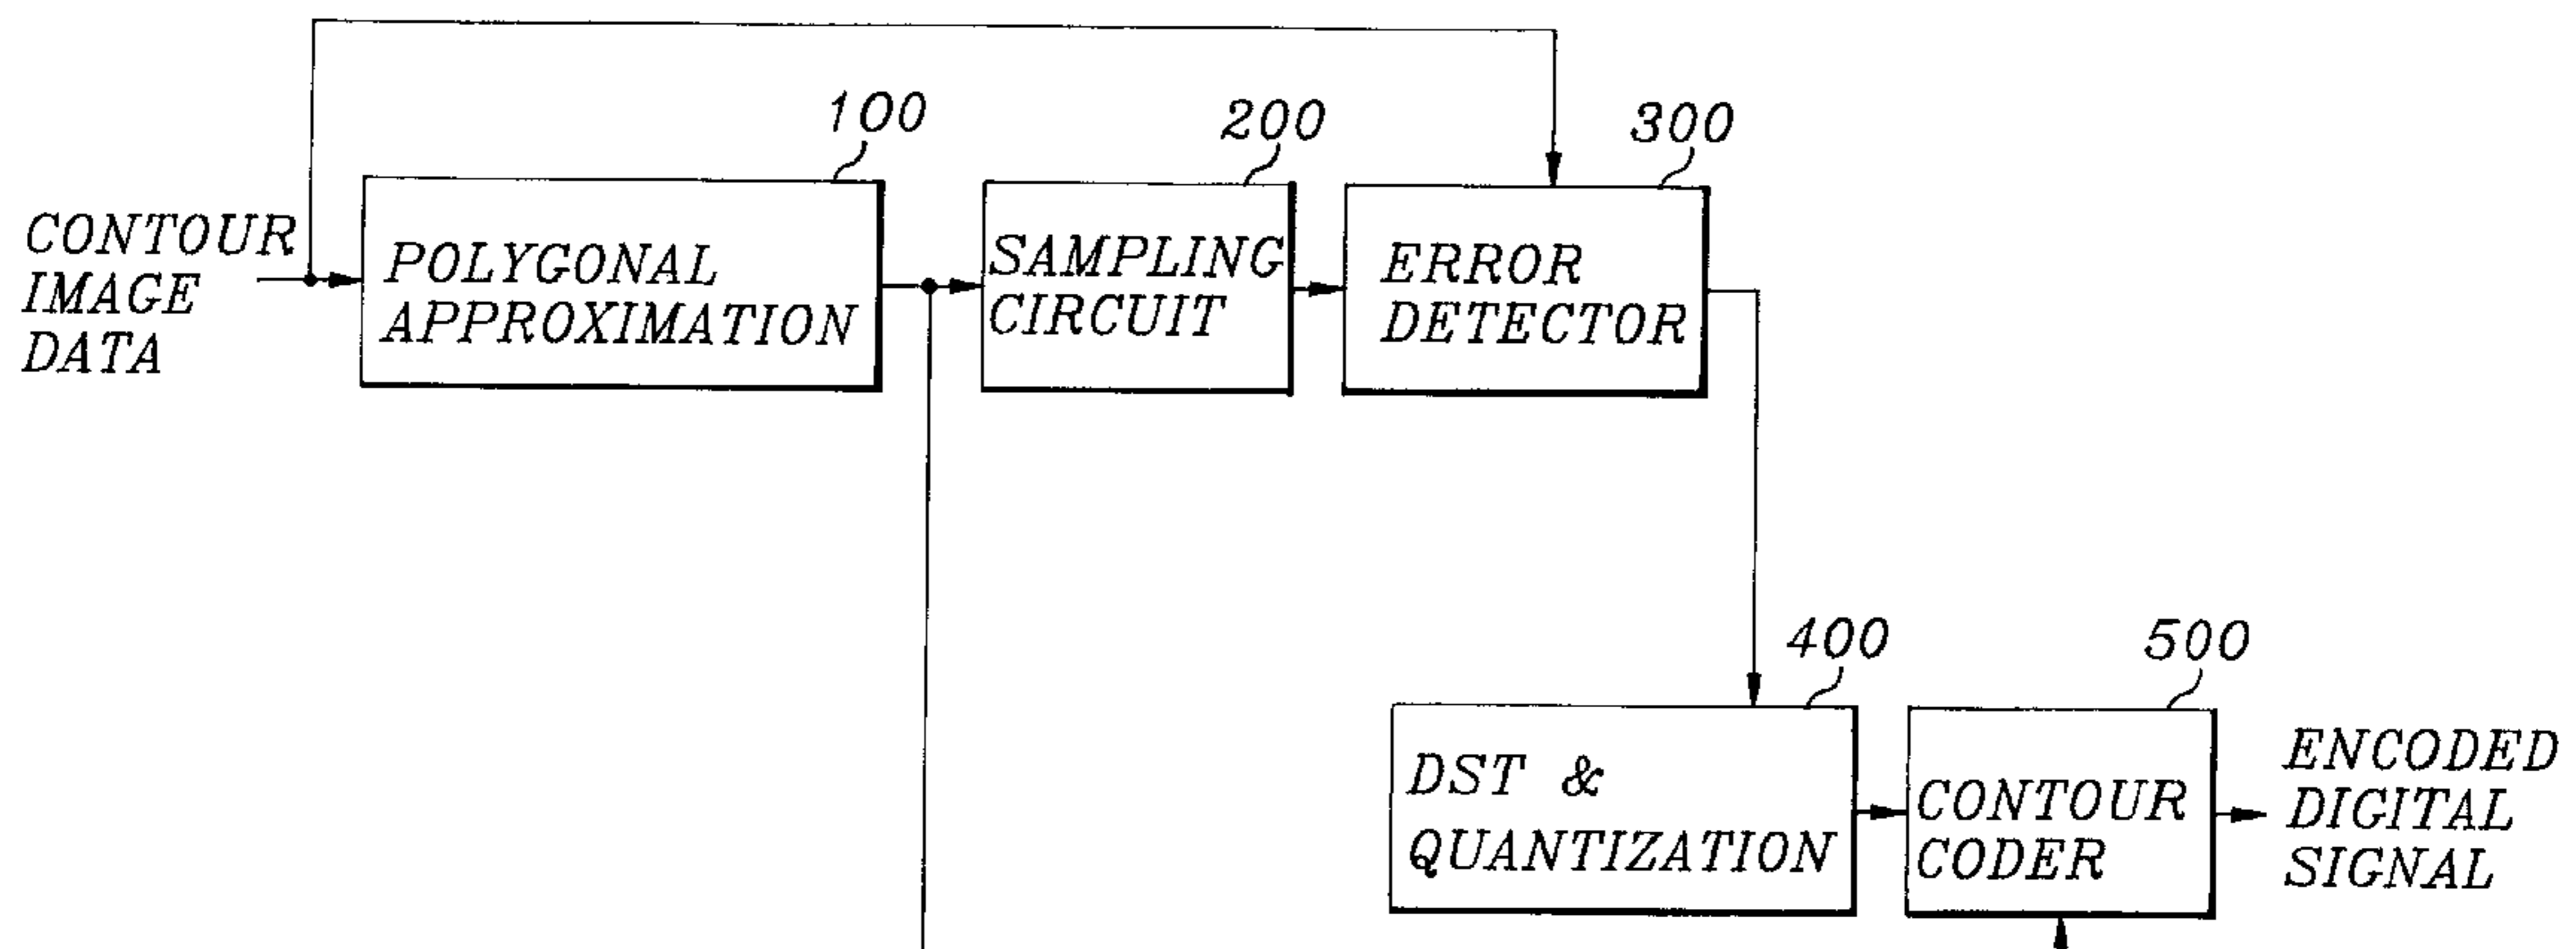 100
200
300
CONTOUR
IMAGE
DATA
POLYGONAL
APPROXIMATION
SAMPLING
CIRCUIT
ERROR
DETECTOR
400
500
DST &
QUANTIZATION
CONTOUR
CODER
ENCODED
DIGITAL
SIGNAL